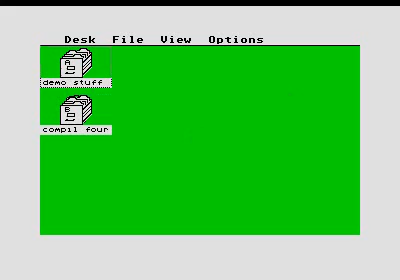 Desk File View Options
A
demo stuff
B
compil four